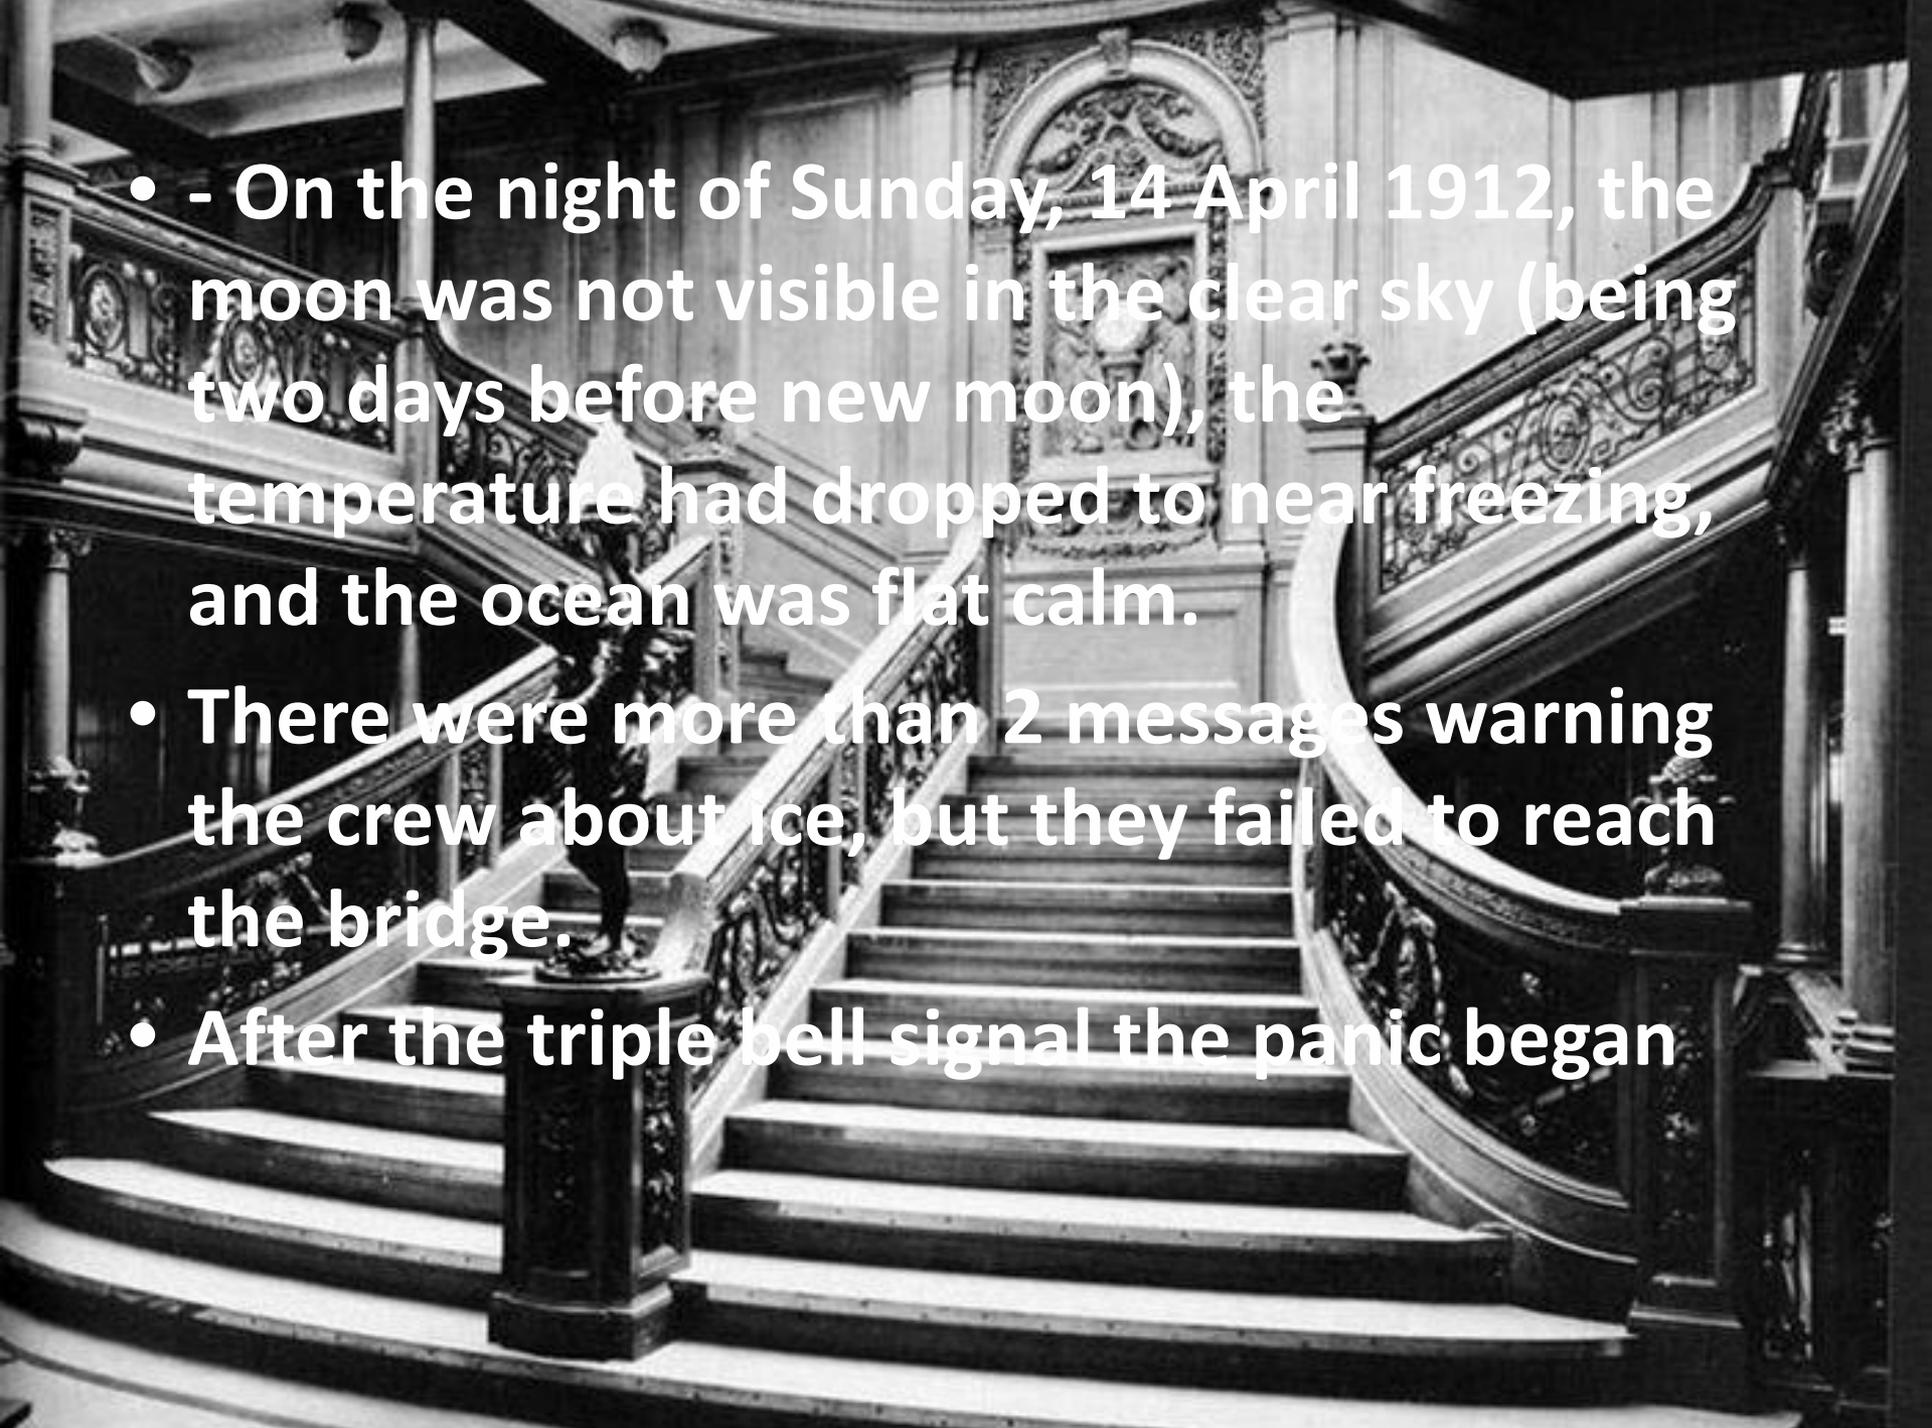 • - On the night of Sunday, 14 April 1912, the
moon was not visible in the clear sky (being
two days before new moon), the
temperature had dropped to near freezing,
and the ocean was flat calm.
• There were more than 2 messages warning
the crew about ice, but they failed to reach
the bridge.
• After the triple bell signal the panic began